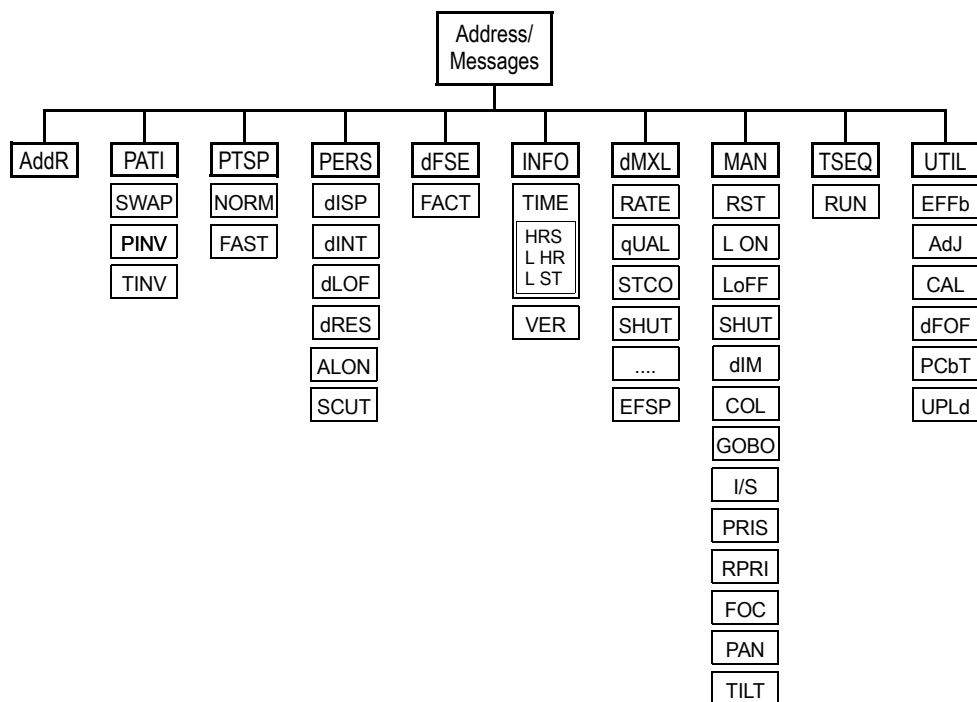 Address/
Messages
AddR
PATI
SWAP
PINV
TINV
PTSP
NORM
FAST
PERS
dISP
dINT
dLOF
dRES
ALON
SCUT
dFSE
FACT
INFO
TIME
HRS
L HR
L ST
VER
dMXL
RATE
qUAL
STCO
SHUT
....
EFSP
MAN
RST
L ON
LoFF
SHUT
dIM
COL
GOBO
I/S
PRIS
RPRI
FOC
PAN
TILT
TSEQ
RUN
UTIL
EFFb
AdJ
CAL
dFOF
PCbT
UPLd